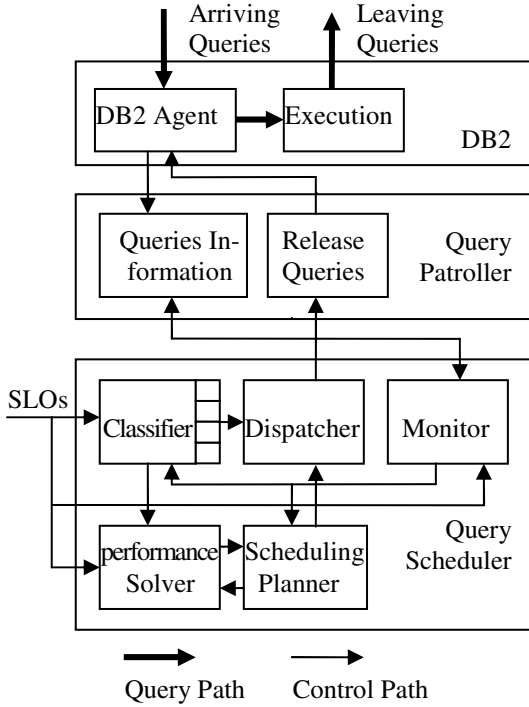 Arriving
Queries
Leaving
Queries
DB2 Agent
Execution
DB2
Queries In-
formation
Release
Queries
Query
Patroller
SLOs
Classifier
Dispatcher
Monitor
performance
Solver
Scheduling
Planner
Query
Scheduler
Query Path
Control Path